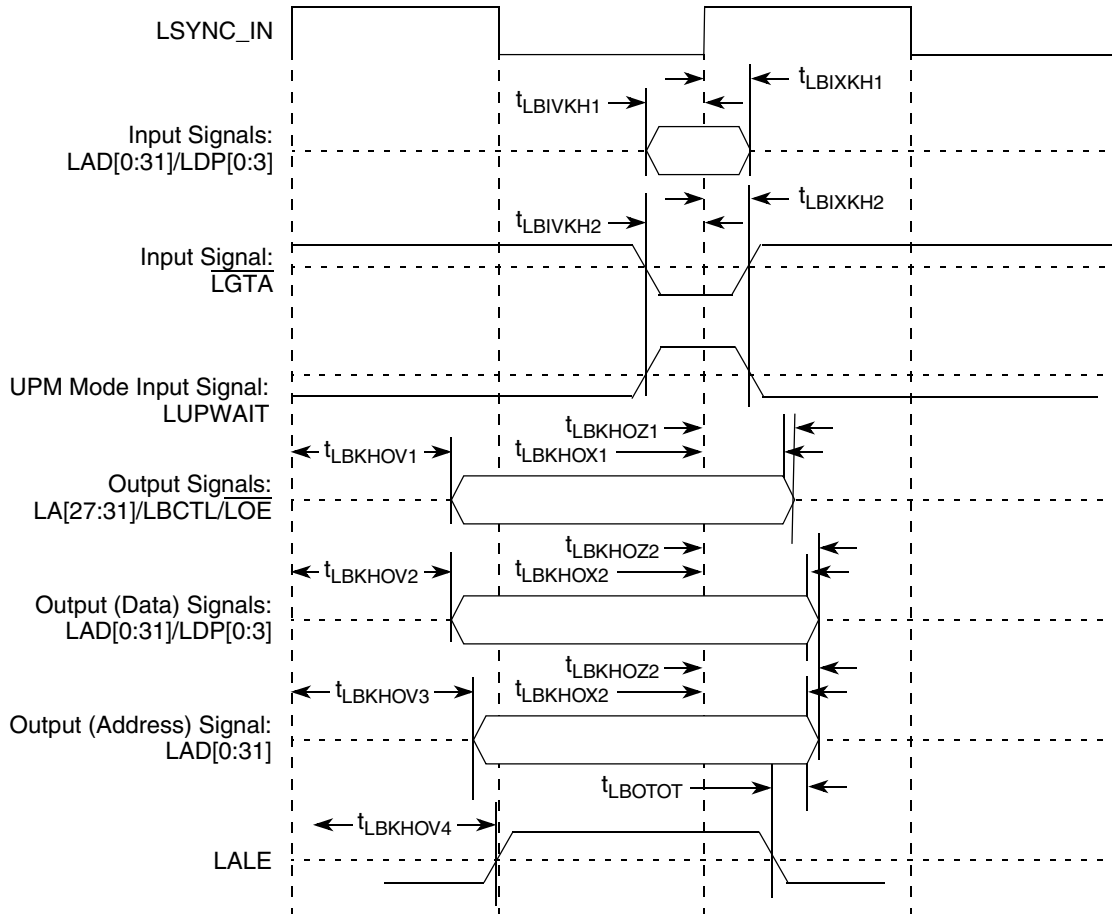 LSYNC_IN
tLBIXKH1
tLBIVKH1
Input Signals:
LAD[0:31]/LDP[0:3]
tLBIXKH2
tLBIVKH2
Input Signal:
LGTA
UPM Mode Input Signal:
LUPWAIT
tLBKHOZ1
tLBKHOV1
tLBKHOX1
Output Signals:
LA[27:31]/LBCTL/LOE
tLBKHOZ2
tLBKHOV2
tLBKHOX2
Output (Data) Signals:
LAD[0:31]/LDP[0:3]
tLBKHOZ2
tLBKHOV3
tLBKHOX2
Output (Address) Signal:
LAD[0:31]
tLBOTOT
tLBKHOV4
LALE